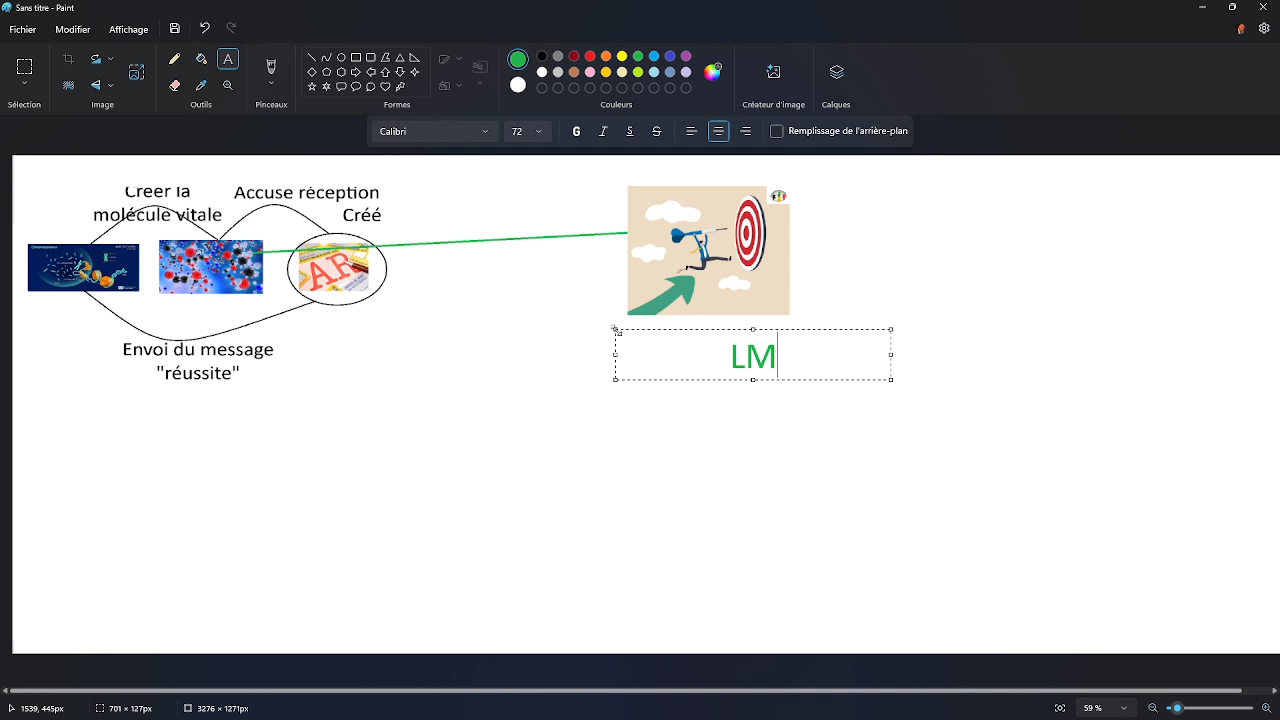 Sans titre - Paint
Fichier Modifier Affichage
Sélection Image Outils Pinceaux Formes Couleurs Créateur d'image Calques
Calibri 72 G I S S Remplissage de l'arrière-plan
Créer la
molécule vitale
Accuse réception
Créé
AR
Envoi du message
"réussite"
LM
1539, 445px 701 × 127px 3276 × 1271px 59 %